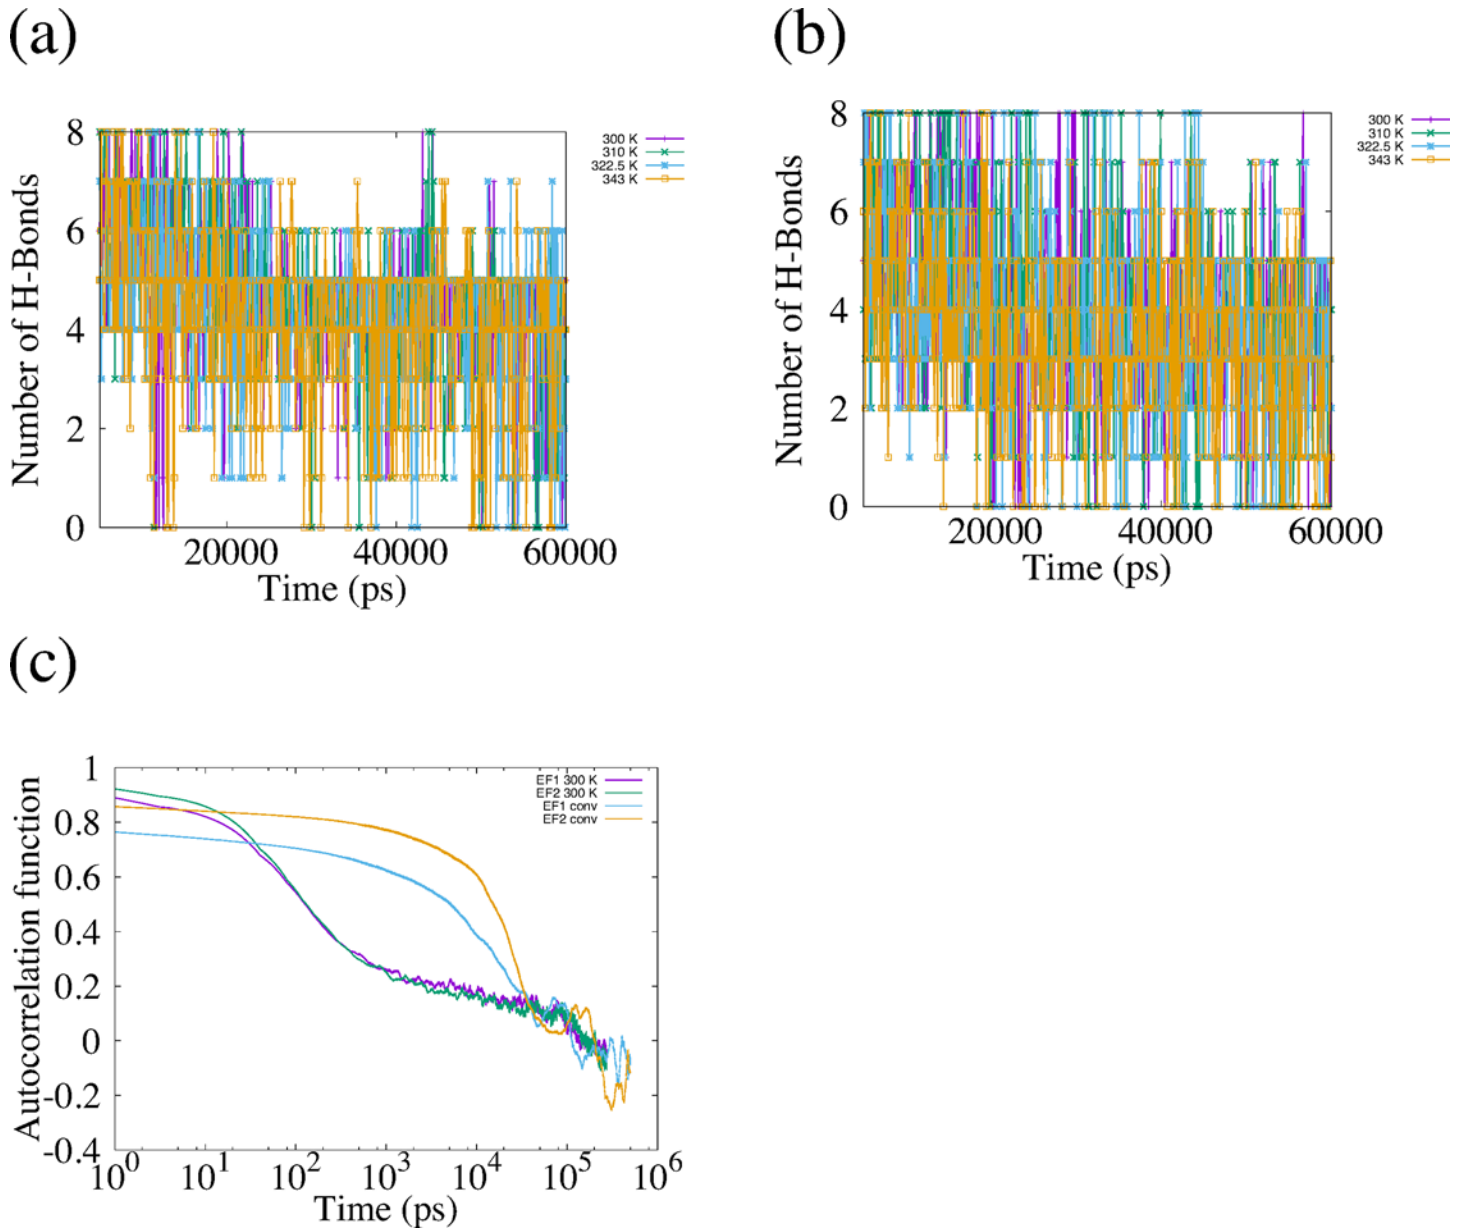 (a)
(b)
8
6
4
2
0
Number of H-Bonds
20000 40000 60000
Time (ps)
300 K
310 K
322.5 K
343 K
8
6
4
2
0
Number of H-Bonds
20000 40000 60000
Time (ps)
300 K
310 K
322.5 K
343 K
(c)
1
0.8
0.6
0.4
0.2
0
-0.2
-0.4
Autocorrelation function
10^0 10^1 10^2 10^3 10^4 10^5 10^6
Time (ps)
EF1 300 K
EF2 300 K
EF1 conv
EF2 conv